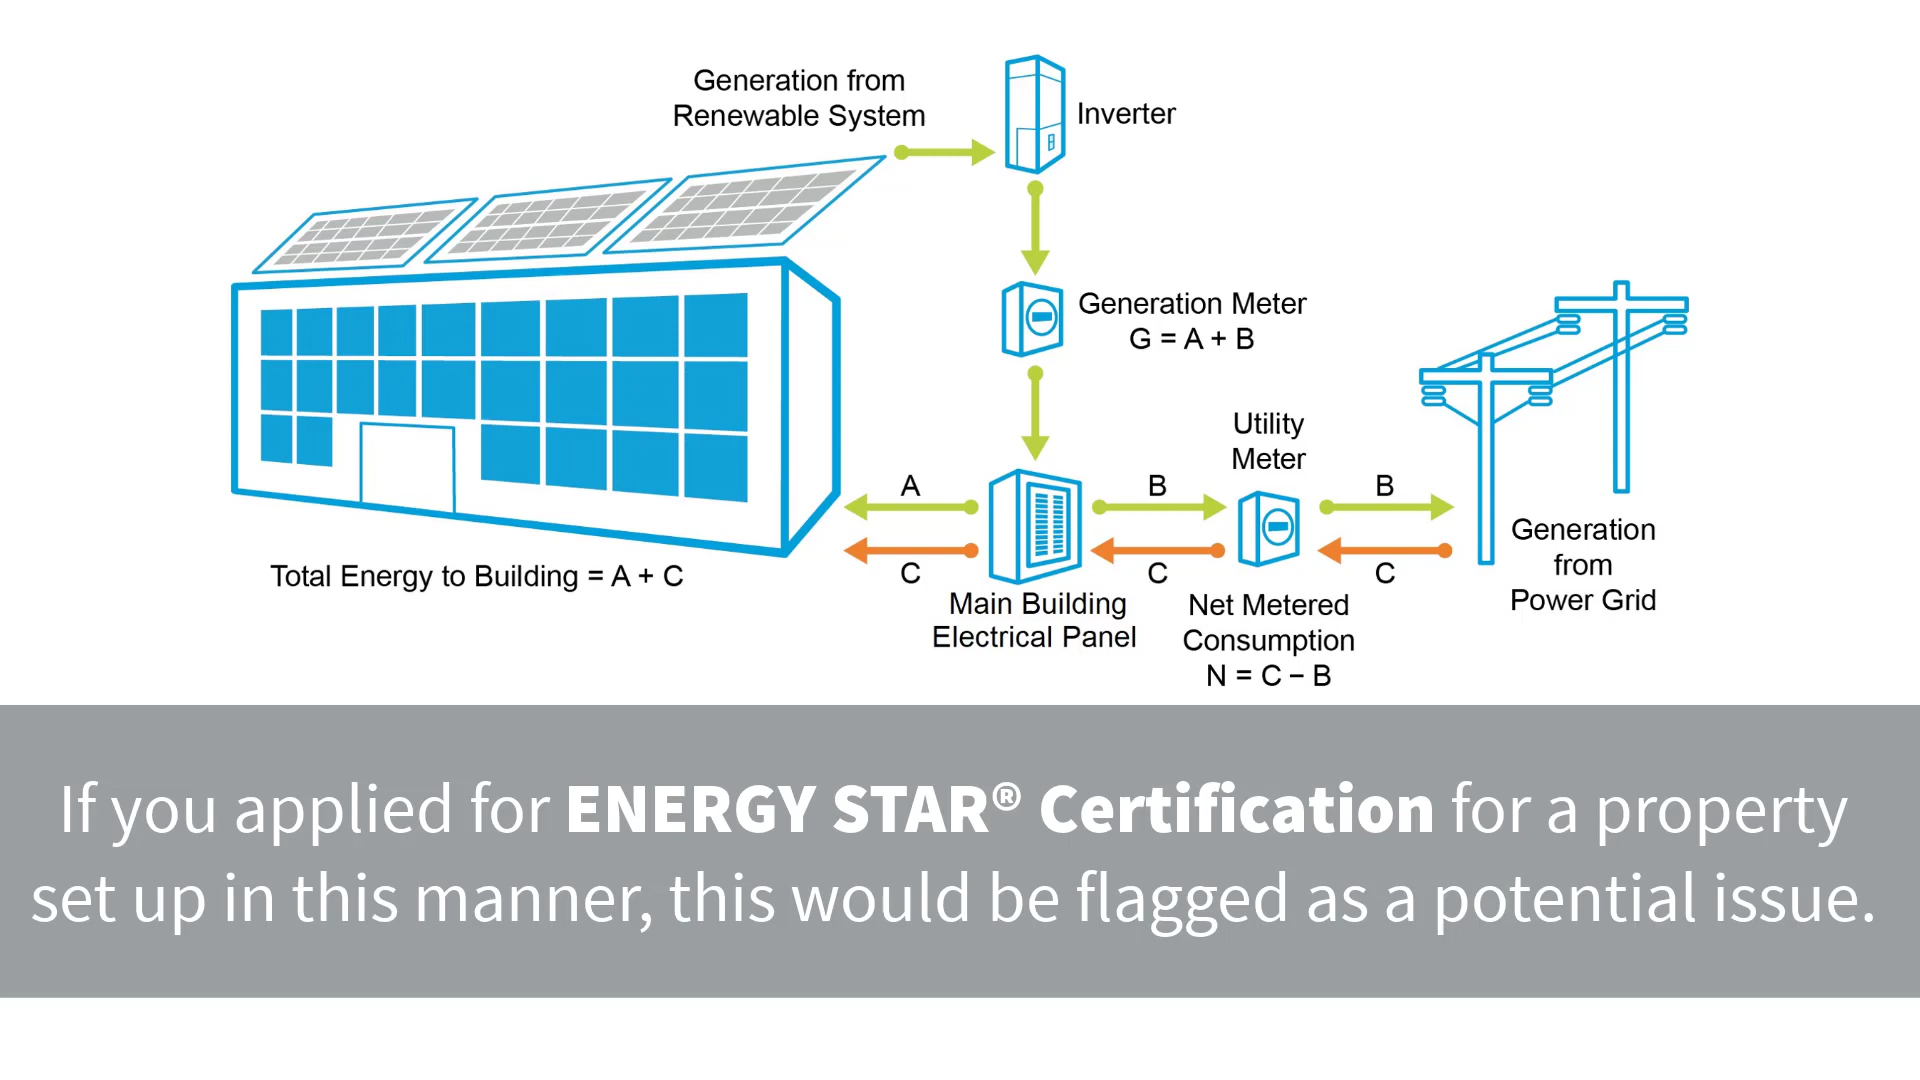 Generation from
Renewable System
Inverter
Generation Meter
G = A + B
Utility
Meter
A
B
B
C
C
C
Generation
from
Power Grid
Total Energy to Building = A + C
Main Building
Electrical Panel
Net Metered
Consumption
N = C – B
If you applied for ENERGY STAR® Certification for a property
set up in this manner, this would be flagged as a potential issue.